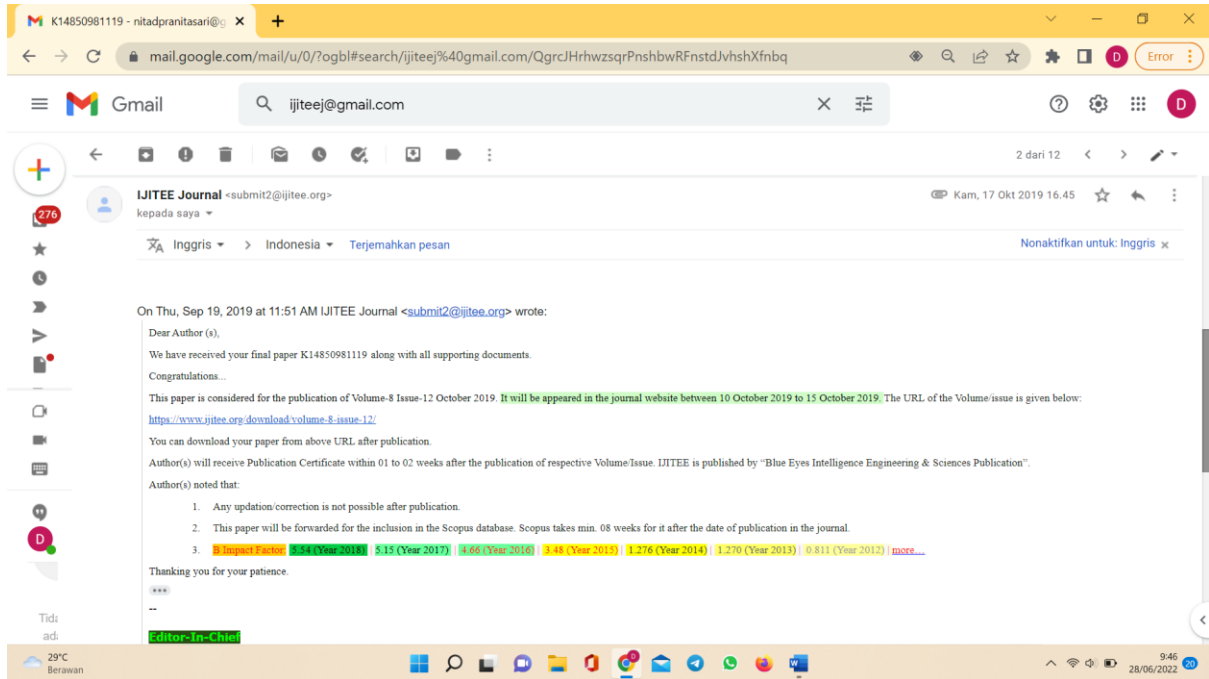 K14850981119 - nitadpranitasari@g
mail.google.com/mail/u/0/?ogbl#search/ijiteej%40gmail.com/QgrcJHrhwzsqrPnshbwRFnstdJvhshXfnbq
D
Error
Gmail
ijiteej@gmail.com
D
2 dari 12
276
IJITEE Journal <submit2@ijitee.org>
Kam, 17 Okt 2019 16.45
kepada saya
Inggris > Indonesia Terjemahkan pesan
Nonaktifkan untuk: Inggris x
On Thu, Sep 19, 2019 at 11:51 AM IJITEE Journal <submit2@ijitee.org> wrote:
Dear Author (s),
We have received your final paper K14850981119 along with all supporting documents.
Congratulations...
This paper is considered for the publication of Volume-8 Issue-12 October 2019. It will be appeared in the journal website between 10 October 2019 to 15 October 2019. The URL of the Volume/issue is given below:
https://www.ijitee.org/download/volume-8-issue-12/
You can download your paper from above URL after publication.
Author(s) will receive Publication Certificate within 01 to 02 weeks after the publication of respective Volume/Issue. IJITEE is published by “Blue Eyes Intelligence Engineering & Sciences Publication”.
Author(s) noted that:
1. Any updation/correction is not possible after publication.
2. This paper will be forwarded for the inclusion in the Scopus database. Scopus takes min. 08 weeks for it after the date of publication in the journal.
3. B Impact Factor: 5.54 (Year 2018) | 5.15 (Year 2017) | 4.66 (Year 2016) | 3.48 (Year 2015) | 1.276 (Year 2014) | 1.270 (Year 2013) | 0.811 (Year 2012) | more…
Thanking you for your patience.
--
Editor-In-Chief
D
Tida
ada
29°C
Berawan
9:46
28/06/2022
20